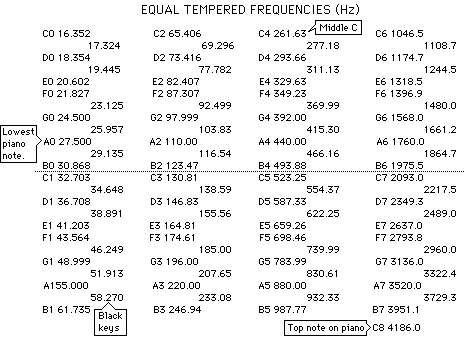 EQUAL TEMPERED FREQUENCIES (Hz)
Middle C
C0 16.352 C2 65.406 C4 261.63 C6 1046.5
17.324 69.296 277.18 1108.7
D0 18.354 D2 73.416 D4 293.66 D6 1174.7
19.445 77.782 311.13 1244.5
E0 20.602 E2 82.407 E4 329.63 E6 1318.5
F0 21.827 F2 87.307 F4 349.23 F6 1396.9
23.125 92.499 369.99 1480.0
G0 24.500 G2 97.999 G4 392.00 G6 1568.0
25.957 103.83 415.30 1661.2
Lowest piano note.
A0 27.500 A2 110.00 A4 440.00 A6 1760.0
29.135 116.54 466.16 1864.7
B0 30.868 B2 123.47 B4 493.88 B6 1975.5
C1 32.703 C3 130.81 C5 523.25 C7 2093.0
34.648 138.59 554.37 2217.5
D1 36.708 D3 146.83 D5 587.33 D7 2349.3
38.891 155.56 622.25 2489.0
E1 41.203 E3 164.81 E5 659.26 E7 2637.0
F1 43.564 F3 174.61 F5 698.46 F7 2793.8
46.249 185.00 739.99 2960.0
G1 48.999 G3 196.00 G5 783.99 G7 3136.0
51.913 207.65 830.61 3322.4
A1 55.000 A3 220.00 A5 880.00 A7 3520.0
58.270 233.08 932.33 3729.3
B1 61.735 B3 246.94 B5 987.77 B7 3951.1
Black keys
Top note on piano C8 4186.0